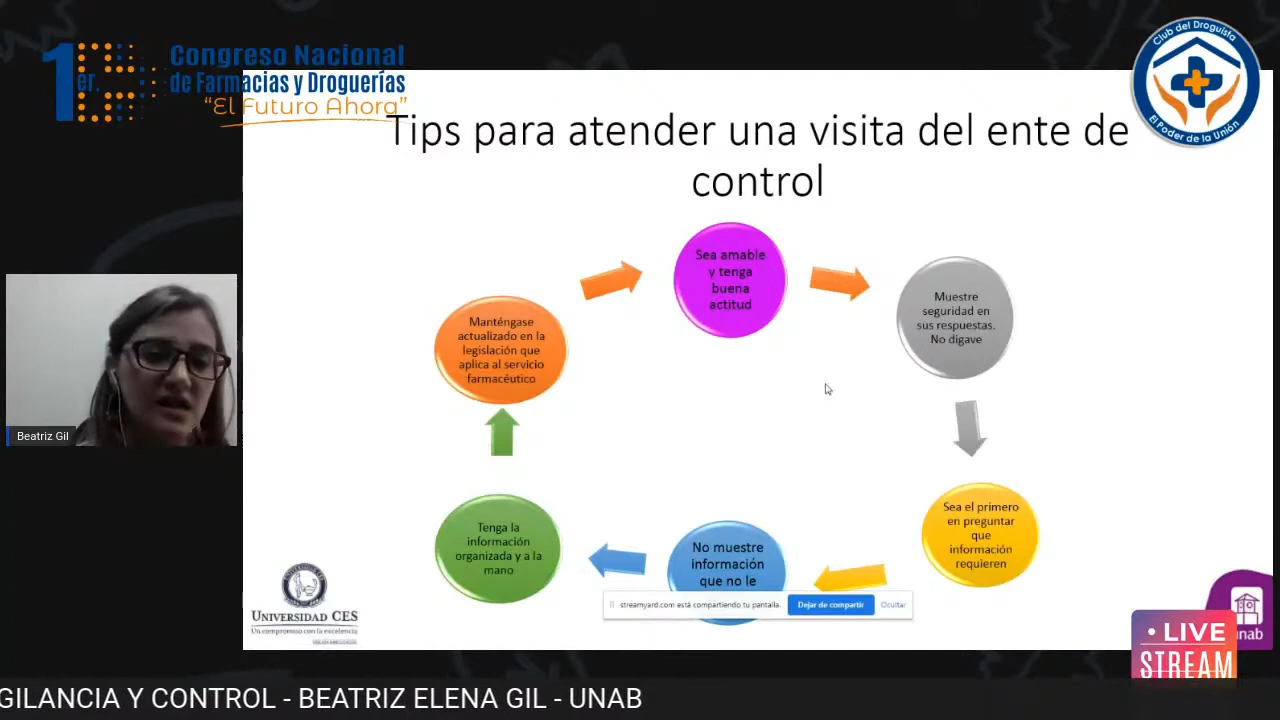 1er.
Congreso Nacional
de Farmacias y Droguerías
“El Futuro Ahora”
Club del Droguista
El Poder de la Unión
Tips para atender una visita del ente de
control
Sea amable
y tenga
buena
actitud
Muestre
seguridad en
sus respuestas.
No digave
Sea el primero
en preguntar
que
información
requieren
No muestre
información
que no le
Tenga la
información
organizada y a la
mano
Manténgase
actualizado en la
legislación que
aplica al servicio
farmacéutico
Beatriz Gil
streamyard.com está compartiendo tu pantalla.
Dejar de compartir
Ocultar
UNIVERSIDAD CES
Un compromiso con la excelencia
unab
• LIVE
STREAM
GILANCIA Y CONTROL - BEATRIZ ELENA GIL - UNAB